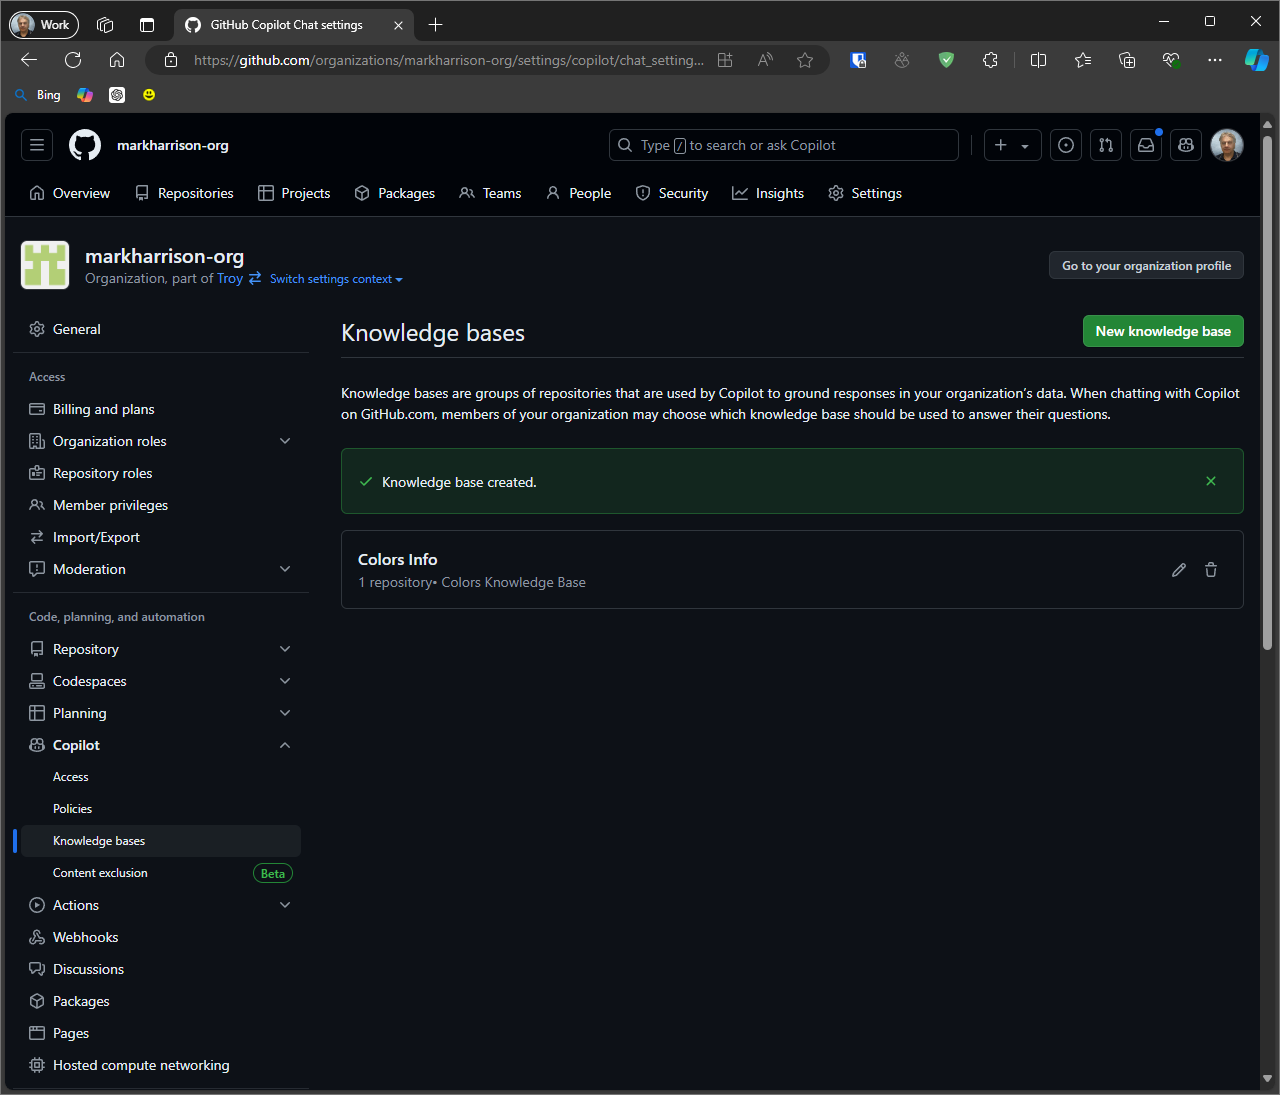 Work
GitHub Copilot Chat settings
https://github.com/organizations/markharrison-org/settings/copilot/chat_setting...
Bing
markharrison-org
Type / to search or ask Copilot
Overview
Repositories
Projects
Packages
Teams
People
Security
Insights
Settings
markharrison-org
Organization, part of Troy Switch settings context
Go to your organization profile
General
Access
Billing and plans
Organization roles
Repository roles
Member privileges
Import/Export
Moderation
Code, planning, and automation
Repository
Codespaces
Planning
Copilot
Access
Policies
Knowledge bases
Content exclusion
Beta
Actions
Webhooks
Discussions
Packages
Pages
Hosted compute networking
Knowledge bases
New knowledge base
Knowledge bases are groups of repositories that are used by Copilot to ground responses in your organization’s data. When chatting with Copilot
on GitHub.com, members of your organization may choose which knowledge base should be used to answer their questions.
Knowledge base created.
Colors Info
1 repository• Colors Knowledge Base